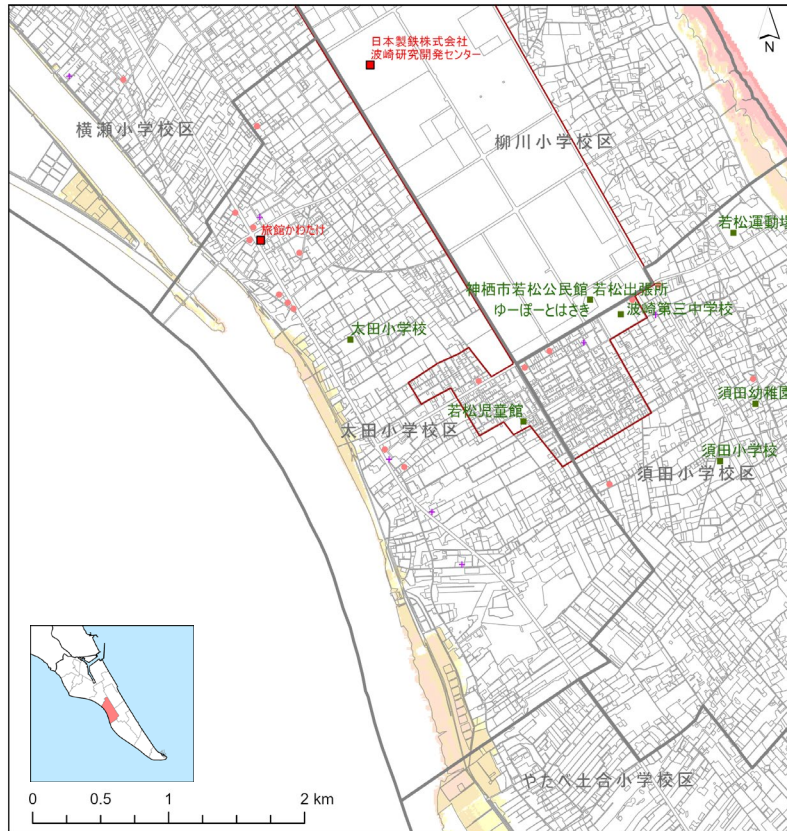 日本製鉄株式会社
波崎研究開発センター
N
横瀬小学校区
柳川小学校区
旅館かわたけ
若松運動場
神栖市若松公民館 若松出張所
ゆーぽーとはさき
波崎第三中学校
太田小学校
須田幼稚園
若松児童館
太田小学校区
須田小学校
須田小学校区
やたべ土合小学校区
0 0.5 1 2 km